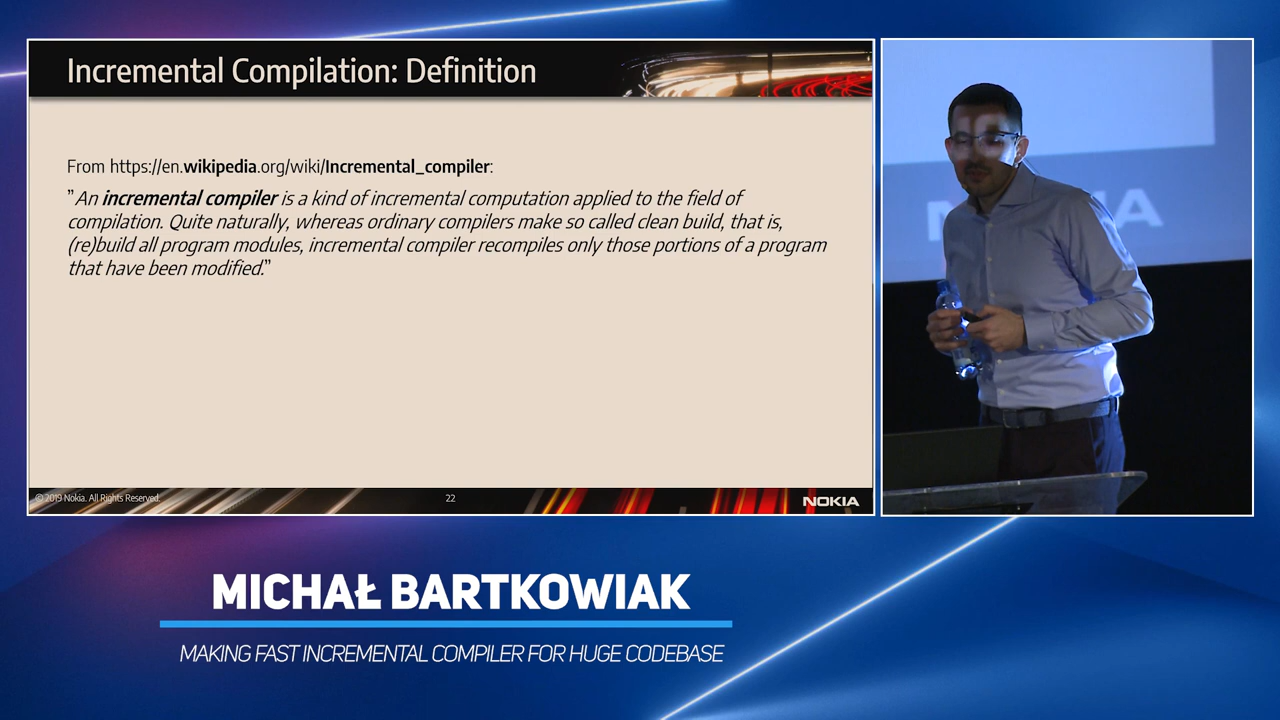 Incremental Compilation: Definition
From https://en.wikipedia.org/wiki/Incremental_compiler:
"An incremental compiler is a kind of incremental computation applied to the field of
compilation. Quite naturally, whereas ordinary compilers make so called clean build, that is,
(re)build all program modules, incremental compiler recompiles only those portions of a program
that have been modified."
© 2019 Nokia. All Rights Reserved.
22
NOKIA
MICHAŁ BARTKOWIAK
MAKING FAST INCREMENTAL COMPILER FOR HUGE CODEBASE